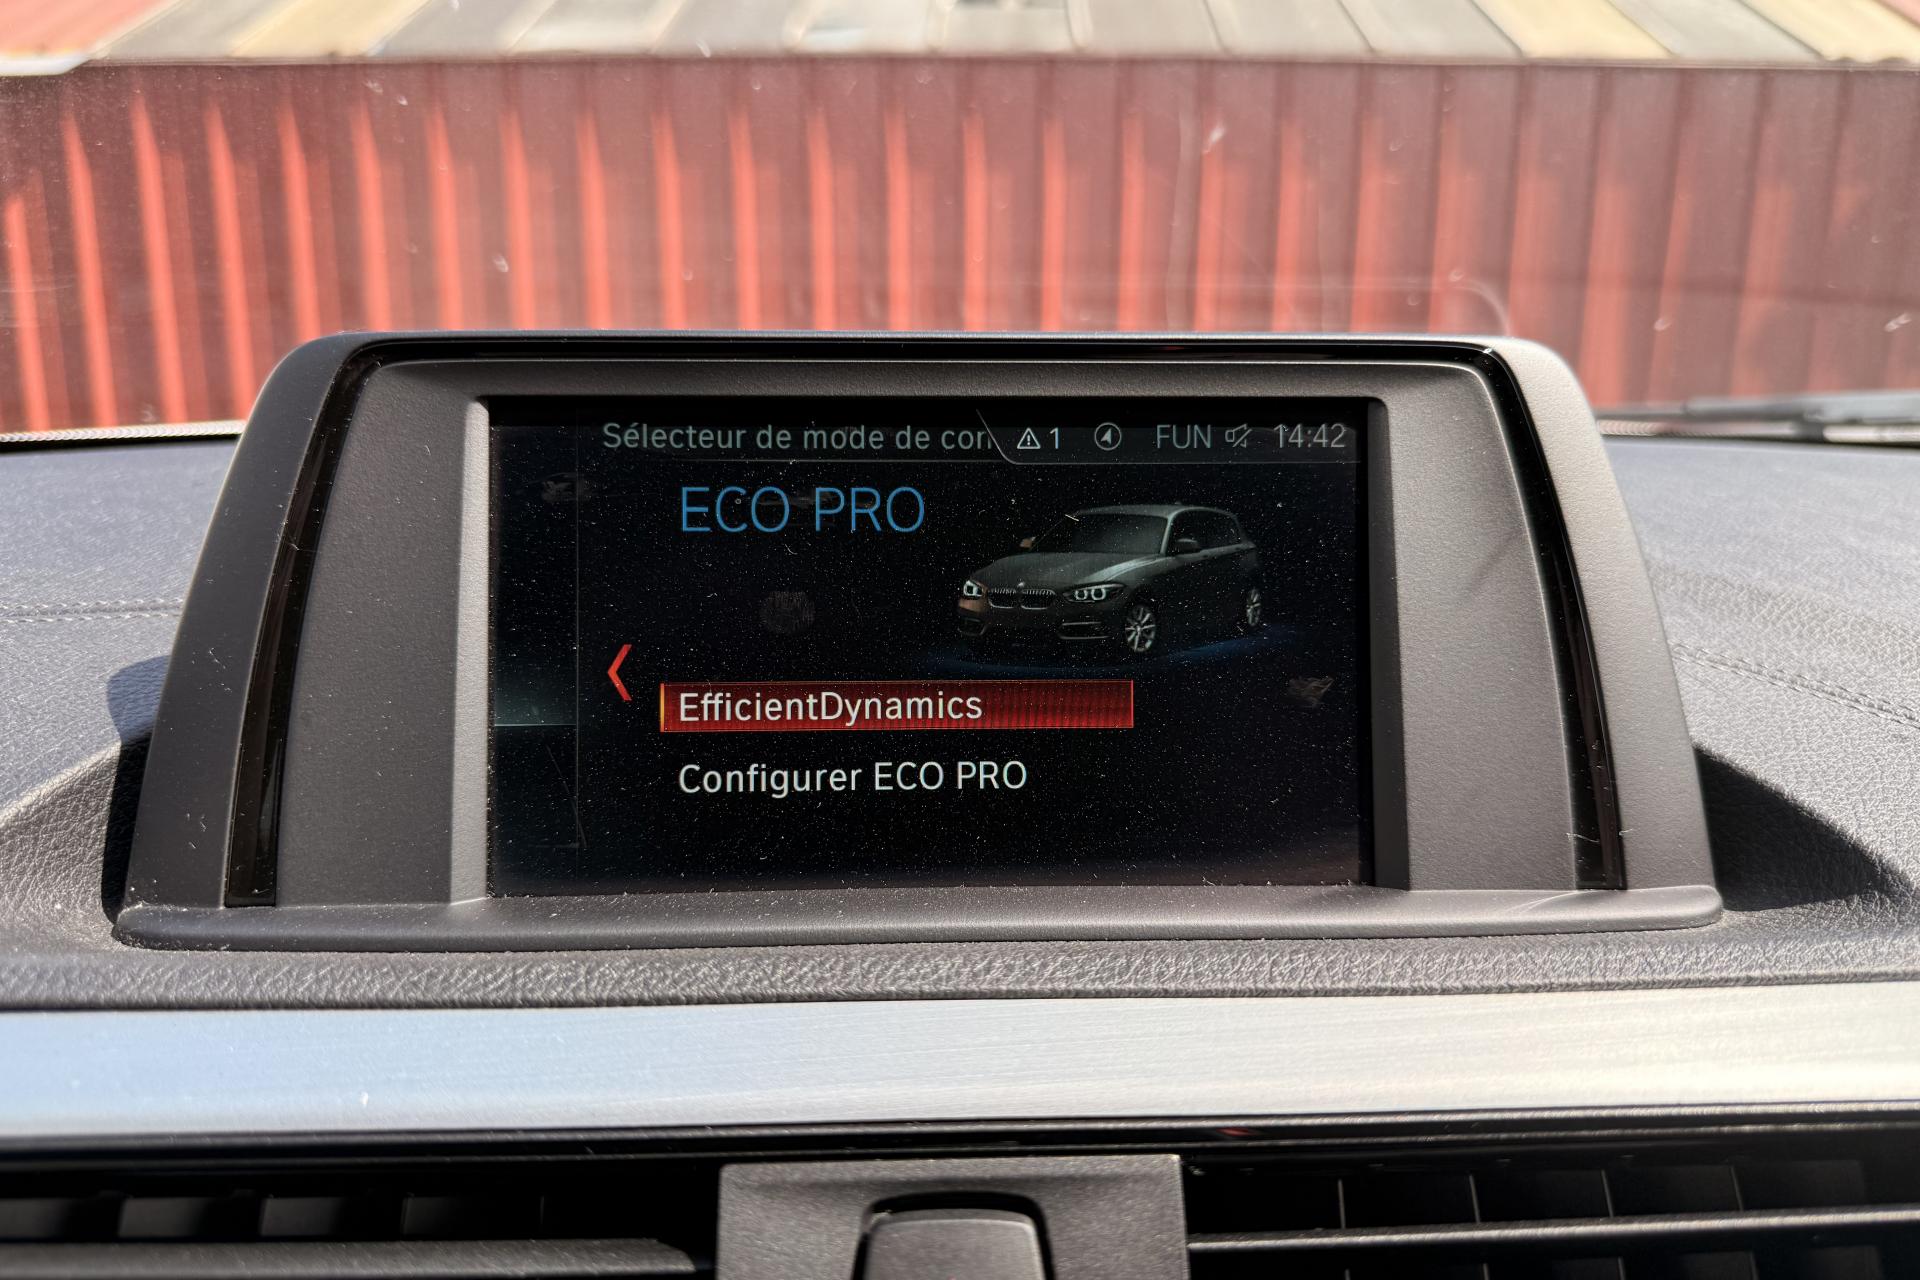 Sélecteur de mode de con 1 FUN 14:42
ECO PRO
EfficientDynamics
Configurer ECO PRO